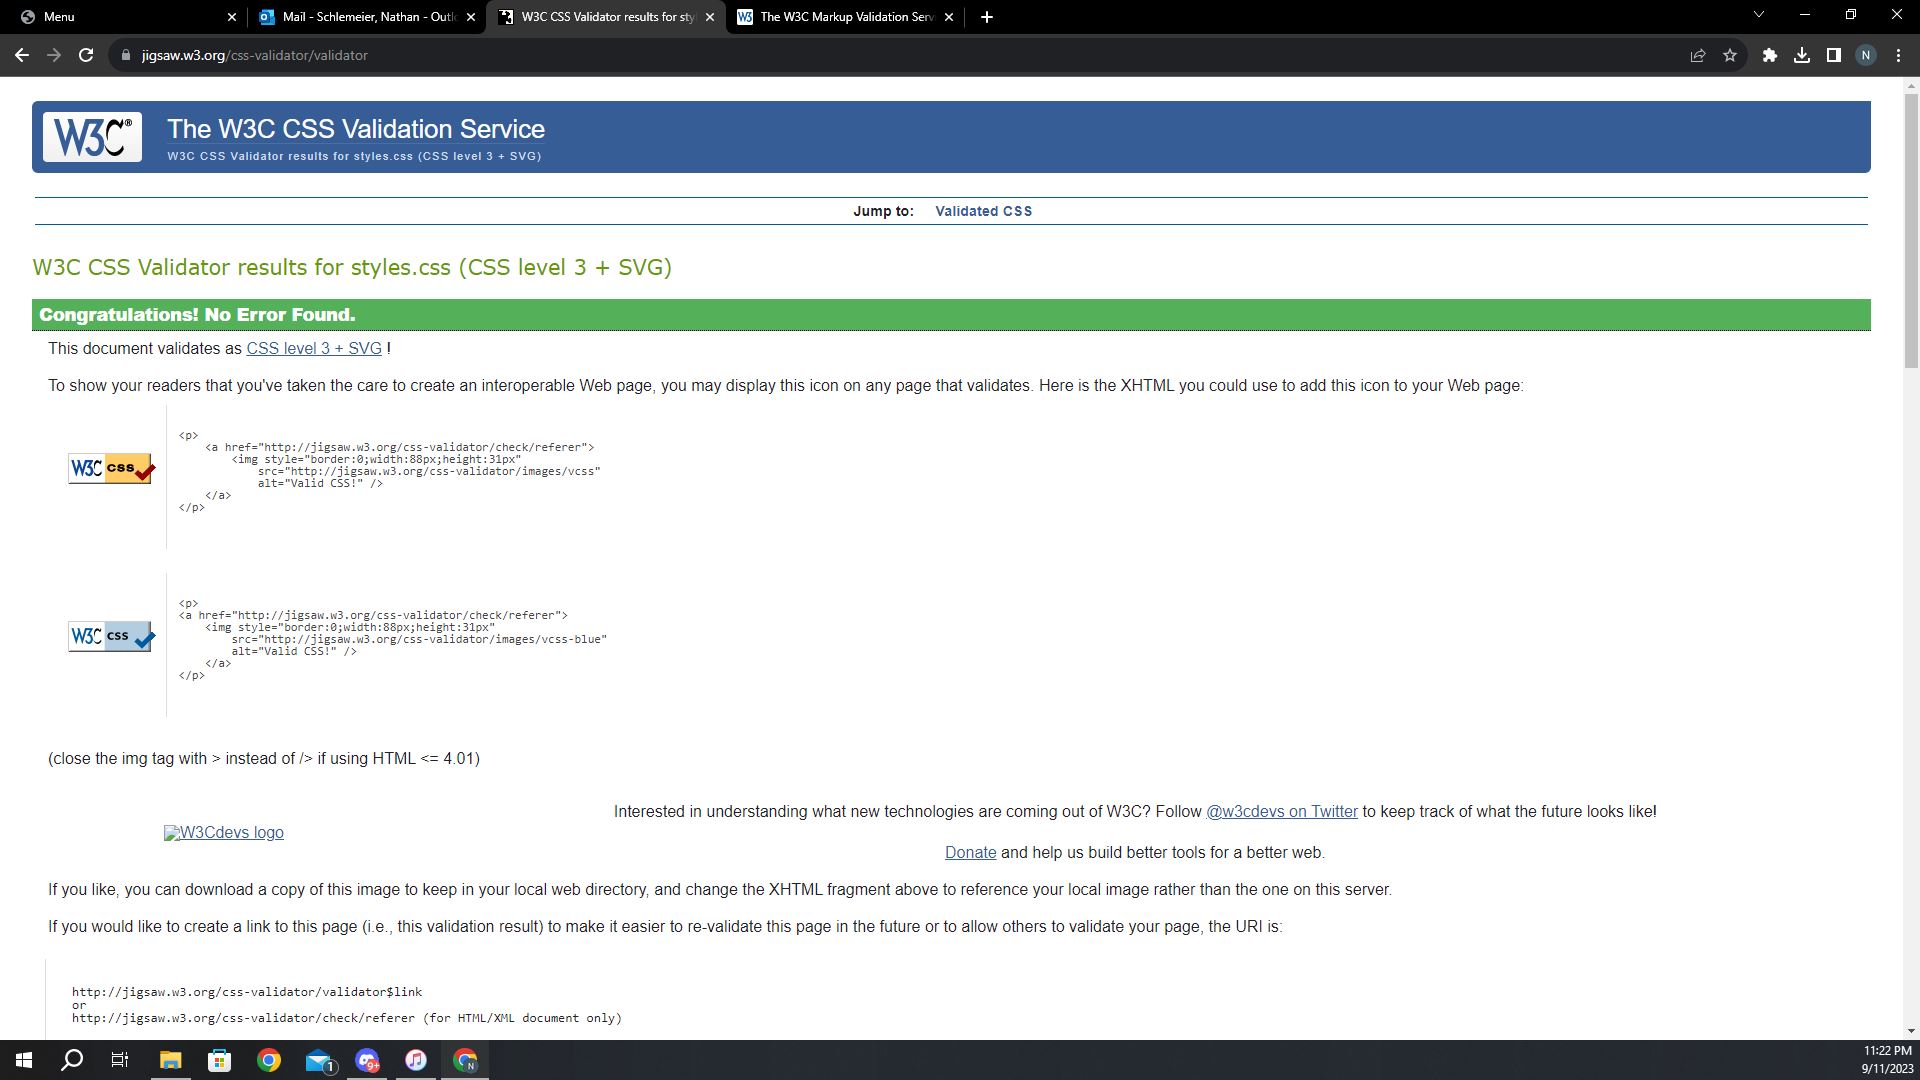 Menu
Mail - Schlemeier, Nathan - Outlo
W3C CSS Validator results for sty
The W3C Markup Validation Serv
jigsaw.w3.org/css-validator/validator
N
W3C®
The W3C CSS Validation Service
W3C CSS Validator results for styles.css (CSS level 3 + SVG)
Jump to: Validated CSS
W3C CSS Validator results for styles.css (CSS level 3 + SVG)
Congratulations! No Error Found.
This document validates as CSS level 3 + SVG !
To show your readers that you've taken the care to create an interoperable Web page, you may display this icon on any page that validates. Here is the XHTML you could use to add this icon to your Web page:
W3C css
<p>
<a href="http://jigsaw.w3.org/css-validator/check/referer">
<img style="border:0;width:88px;height:31px"
src="http://jigsaw.w3.org/css-validator/images/vcss"
alt="Valid CSS!" />
</a>
</p>
W3C css
<p>
<a href="http://jigsaw.w3.org/css-validator/check/referer">
<img style="border:0;width:88px;height:31px"
src="http://jigsaw.w3.org/css-validator/images/vcss-blue"
alt="Valid CSS!" />
</a>
</p>
(close the img tag with > instead of /> if using HTML <= 4.01)
Interested in understanding what new technologies are coming out of W3C? Follow @w3cdevs on Twitter to keep track of what the future looks like!
W3Cdevs logo
Donate and help us build better tools for a better web.
If you like, you can download a copy of this image to keep in your local web directory, and change the XHTML fragment above to reference your local image rather than the one on this server.
If you would like to create a link to this page (i.e., this validation result) to make it easier to re-validate this page in the future or to allow others to validate your page, the URI is:
http://jigsaw.w3.org/css-validator/validator$link
or
http://jigsaw.w3.org/css-validator/check/referer (for HTML/XML document only)
1
9+
N
11:22 PM
9/11/2023